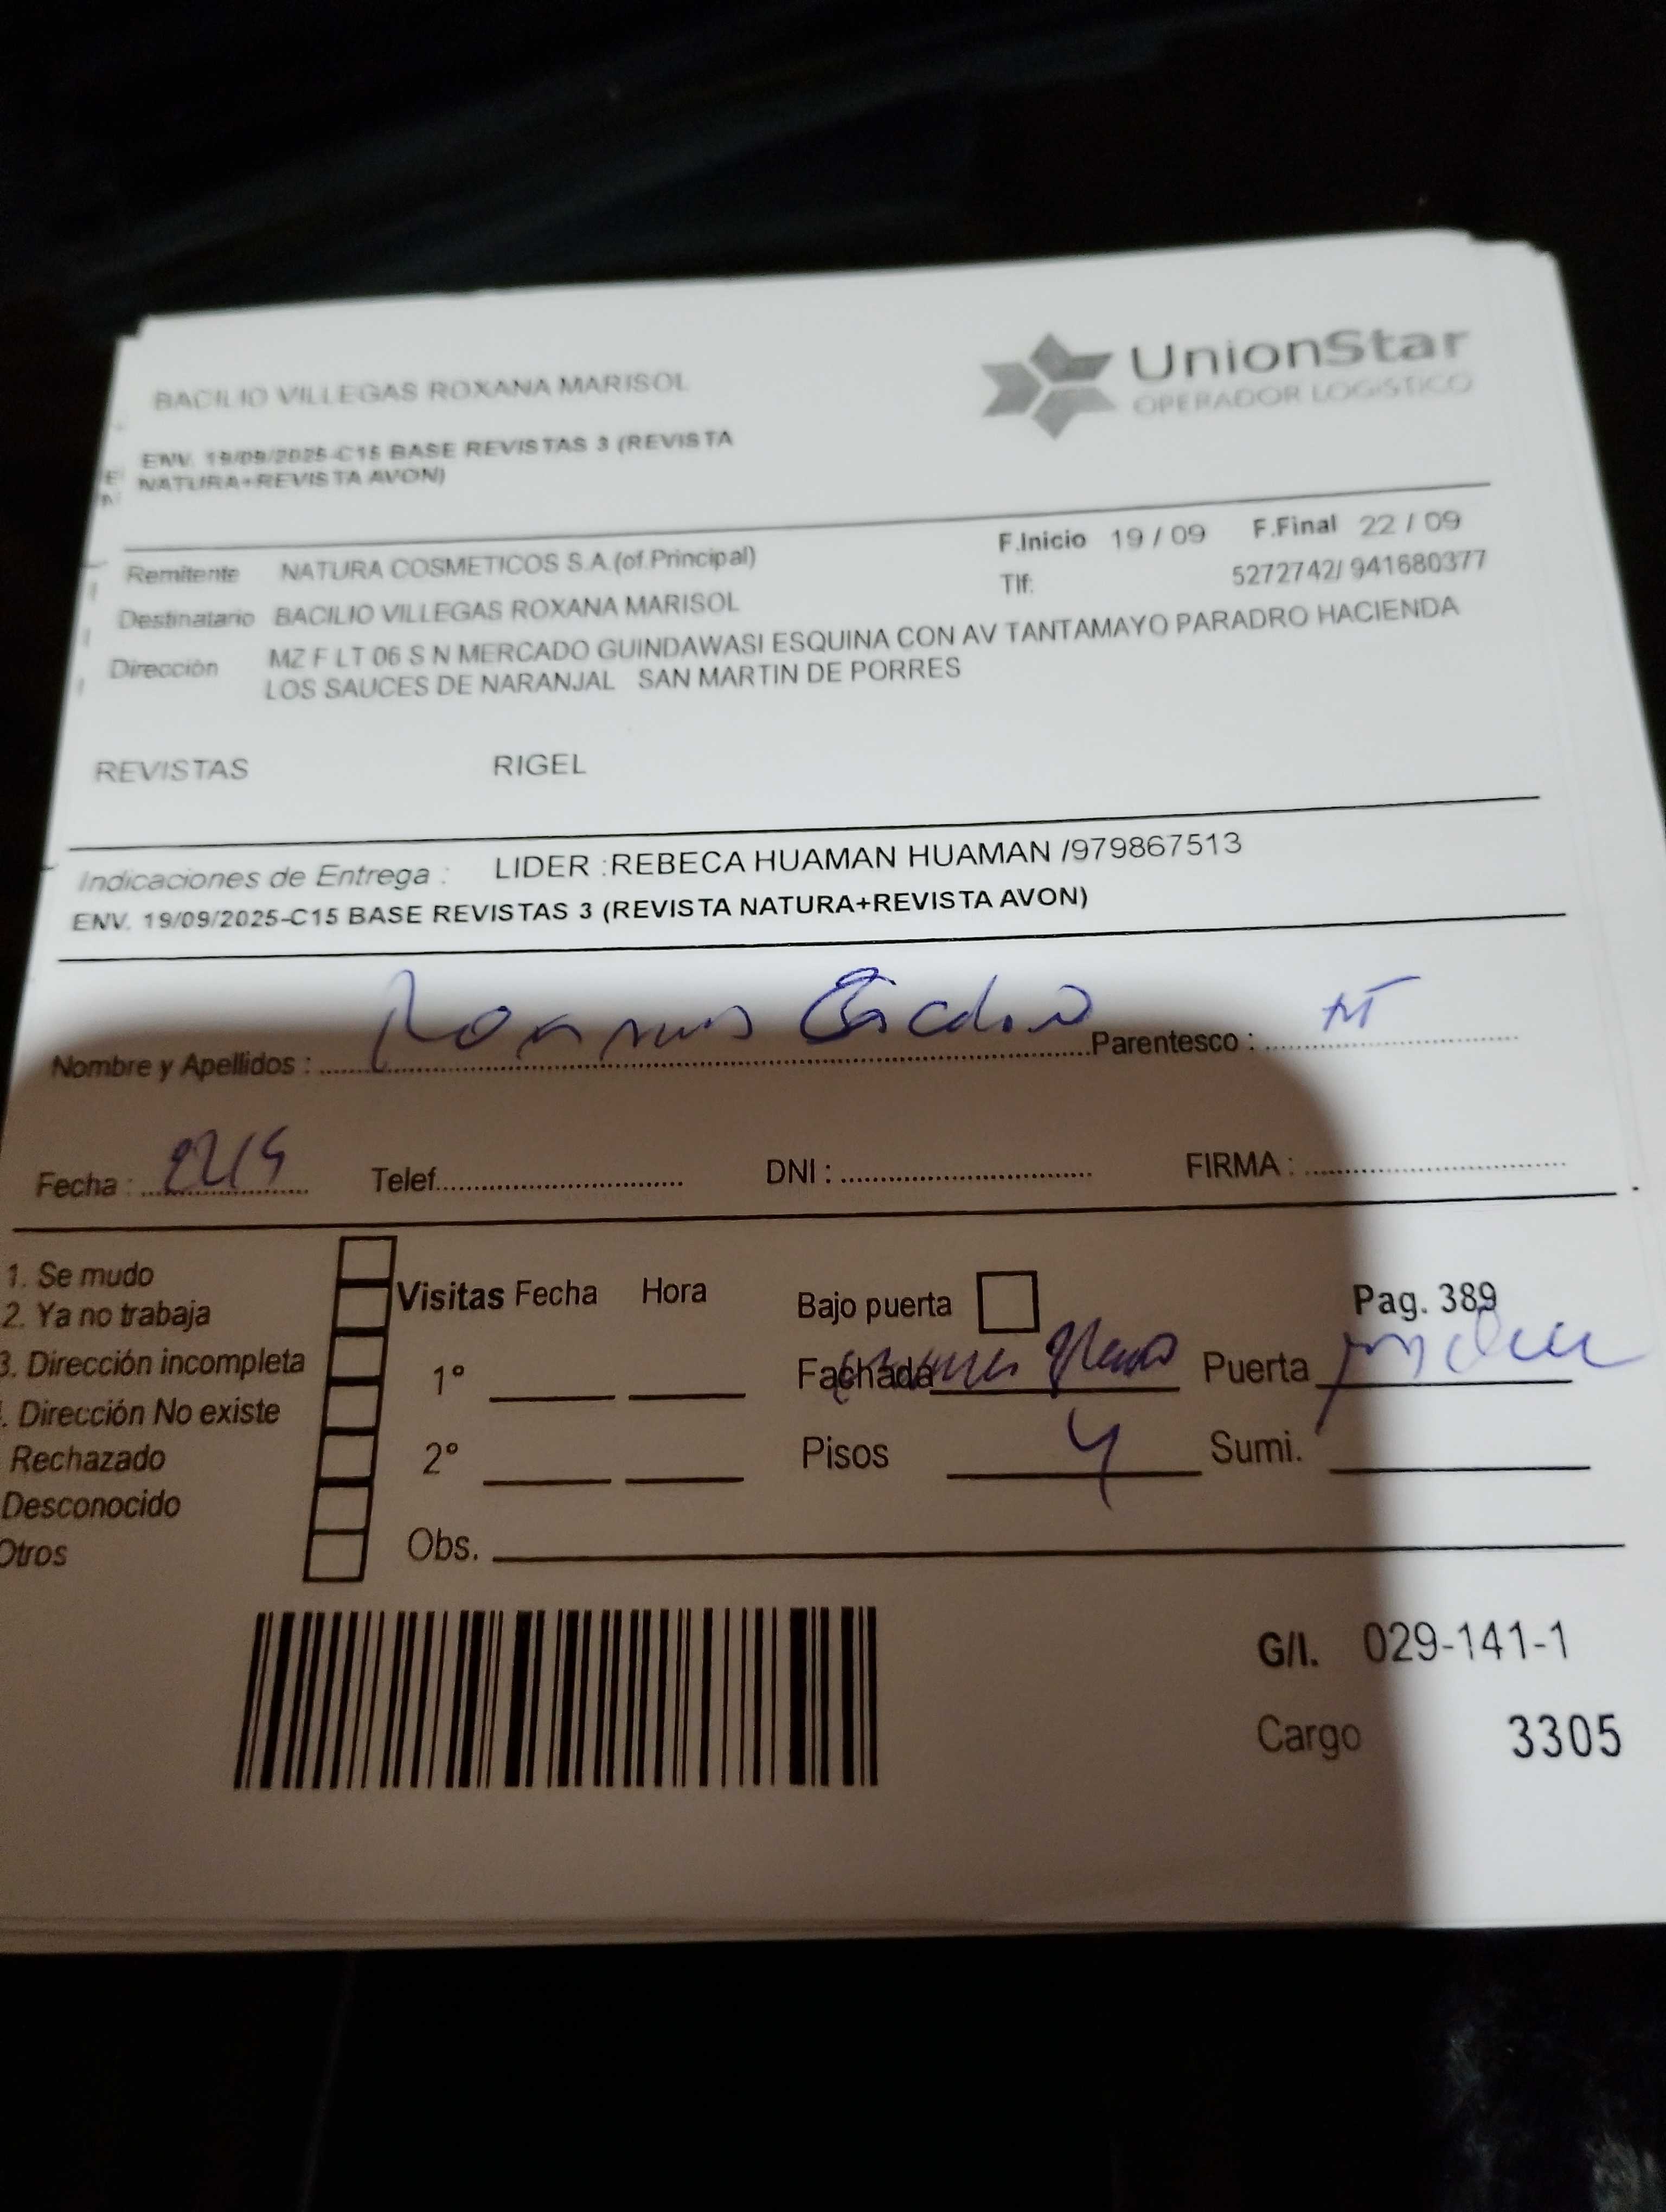 BACILIO VILLEGAS ROXANA MARISOL
UnionStar
OPERADOR LOGISTICO
ENV. 19/09/2025-C15 BASE REVISTAS 3 (REVISTA
NATURA+REVISTA AVON)
Remitente NATURA COSMETICOS S.A.(of.Principal)
F.Inicio 19 / 09 F.Final 22 / 09
Tlf: 5272742/ 941680377
Destinatario BACILIO VILLEGAS ROXANA MARISOL
Dirección MZ F LT 06 S N MERCADO GUINDAWASI ESQUINA CON AV TANTAMAYO PARADRO HACIENDA
LOS SAUCES DE NARANJAL SAN MARTIN DE PORRES
REVISTAS RIGEL
Indicaciones de Entrega : LIDER :REBECA HUAMAN HUAMAN /979867513
ENV. 19/09/2025-C15 BASE REVISTAS 3 (REVISTA NATURA+REVISTA AVON)
Nombre y Apellidos : Parentesco :
Fecha : Telef. DNI : FIRMA :
1. Se mudo
2. Ya no trabaja
3. Dirección incompleta
. Dirección No existe
Rechazado
Desconocido
Otros
Visitas Fecha Hora
1°
2°
Obs.
Bajo puerta Pag. 389
Fachada Puerta
Pisos 4 Sumi.
G/I. 029-141-1
Cargo 3305